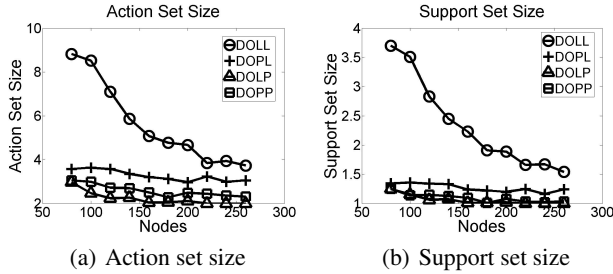 Action Set Size
Action Set Size
10
8
6
4
2
50
100
150
200
250
300
Nodes
DOLL
DOPL
DOLP
DOPP
(a) Action set size
Support Set Size
Support Set Size
4
3.5
3
2.5
2
1.5
1
50
100
150
200
250
300
Nodes
DOLL
DOPL
DOLP
DOPP
(b) Support set size